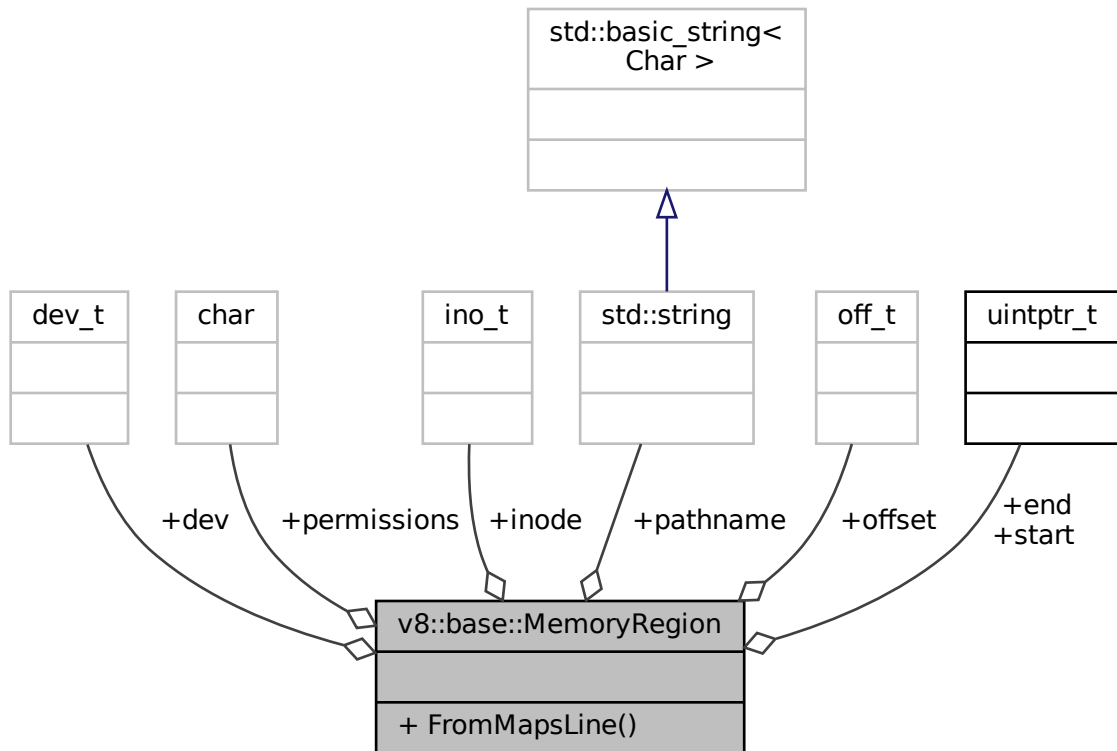 std::basic_string<
Char >
dev_t
char
ino_t
std::string
off_t
uintptr_t
+dev
+permissions
+inode
+pathname
+offset
+end
+start
v8::base::MemoryRegion
+ FromMapsLine()